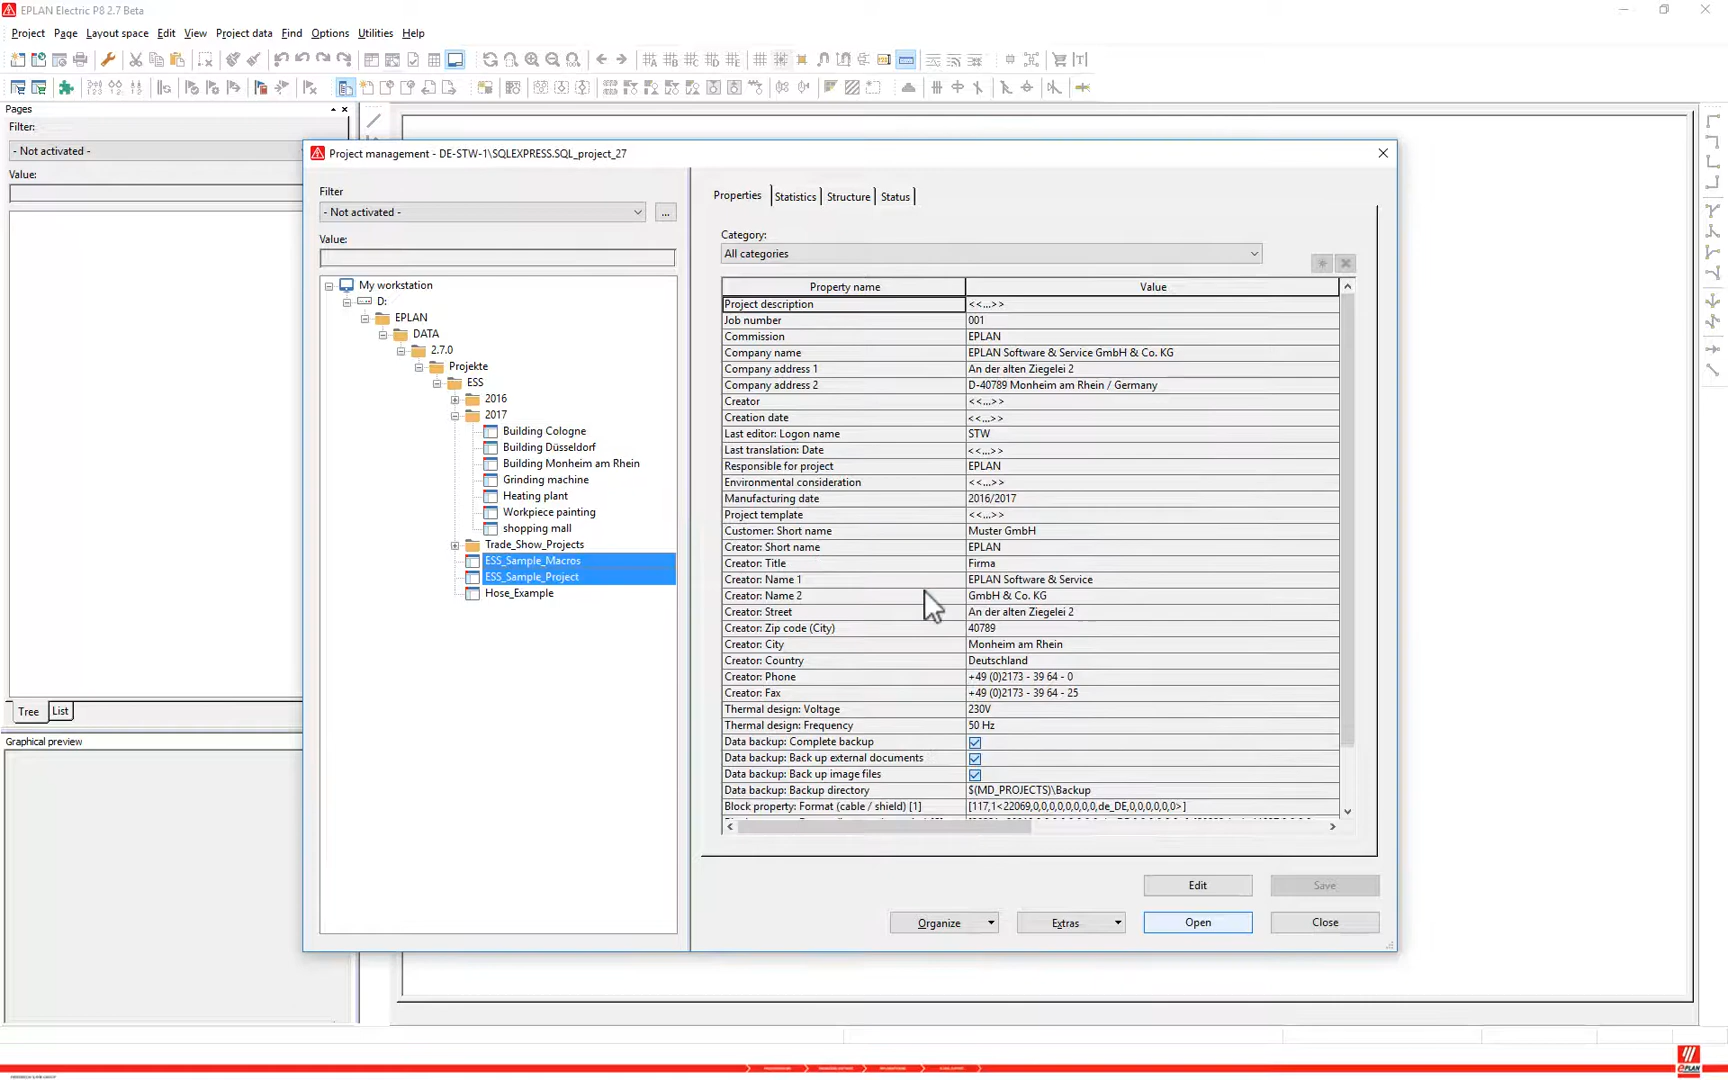 EPLAN Electric P8 2.7 Beta
Project Page Layout space Edit View Project data Find Options Utilities Help
Pages
Filter:
- Not activated -
Value:
Tree List
Graphical preview
Project management - DE-STW-1\SQLEXPRESS.SQL_project_27
Filter
- Not activated -
...
Value:
My workstation
D:
EPLAN
DATA
2.7.0
Projekte
ESS
2016
2017
Building Cologne
Building Düsseldorf
Building Monheim am Rhein
Grinding machine
Heating plant
Workpiece painting
shopping mall
Trade_Show_Projects
ESS_Sample_Macros
ESS_Sample_Project
Hose_Example
Properties Statistics Structure Status
Category:
All categories
Property name Value
Project description <<...>>
Job number 001
Commission EPLAN
Company name EPLAN Software & Service GmbH & Co. KG
Company address 1 An der alten Ziegelei 2
Company address 2 D-40789 Monheim am Rhein / Germany
Creator <<...>>
Creation date <<...>>
Last editor: Logon name STW
Last translation: Date <<...>>
Responsible for project EPLAN
Environmental consideration <<...>>
Manufacturing date 2016/2017
Project template <<...>>
Customer: Short name Muster GmbH
Creator: Short name EPLAN
Creator: Title Firma
Creator: Name 1 EPLAN Software & Service
Creator: Name 2 GmbH & Co. KG
Creator: Street An der alten Ziegelei 2
Creator: Zip code (City) 40789
Creator: City Monheim am Rhein
Creator: Country Deutschland
Creator: Phone +49 (0)2173 - 39 64 - 0
Creator: Fax +49 (0)2173 - 39 64 - 25
Thermal design: Voltage 230V
Thermal design: Frequency 50 Hz
Data backup: Complete backup
Data backup: Back up external documents
Data backup: Back up image files
Data backup: Backup directory $(MD_PROJECTS)\Backup
Block property: Format (cable / shield) [1] [117,1<22069,0,0,0,0,0,0,0,de_DE,0,0,0,0,0>]
Edit Save
Organize Extras Open Close
EPLAN